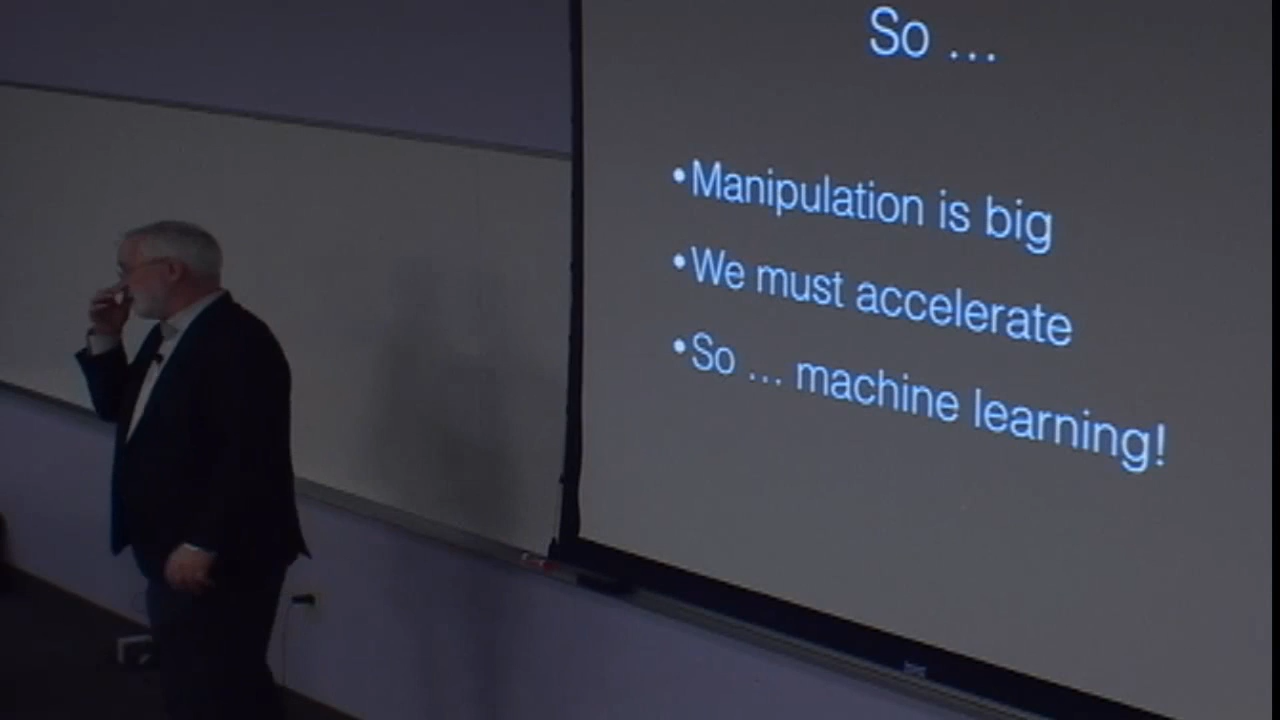 So ...
•Manipulation is big
•We must accelerate
•So ... machine learning!